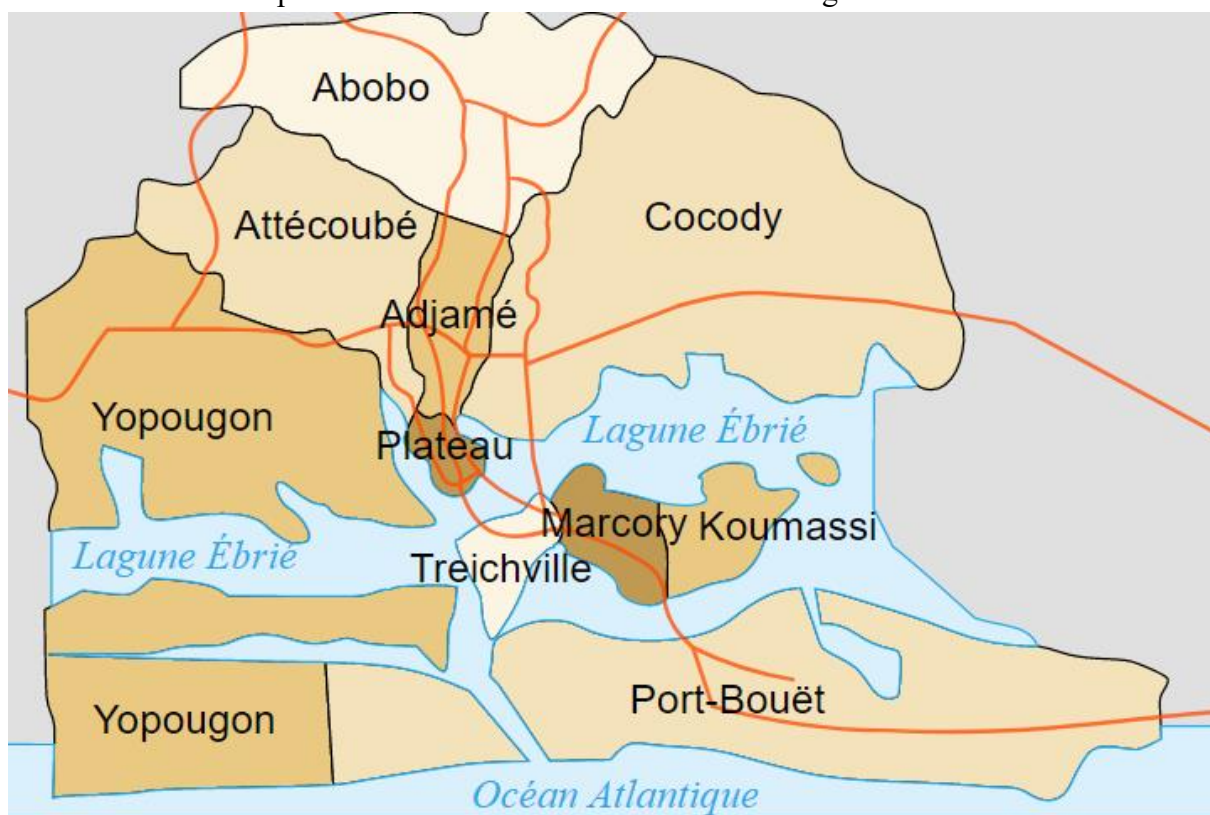 Abobo
Attécoubé
Cocody
Adjamé
Yopougon
Plateau
Lagune Ébrié
Marcory
Koumassi
Lagune Ébrié
Treichville
Port-Bouët
Yopougon
Océan Atlantique